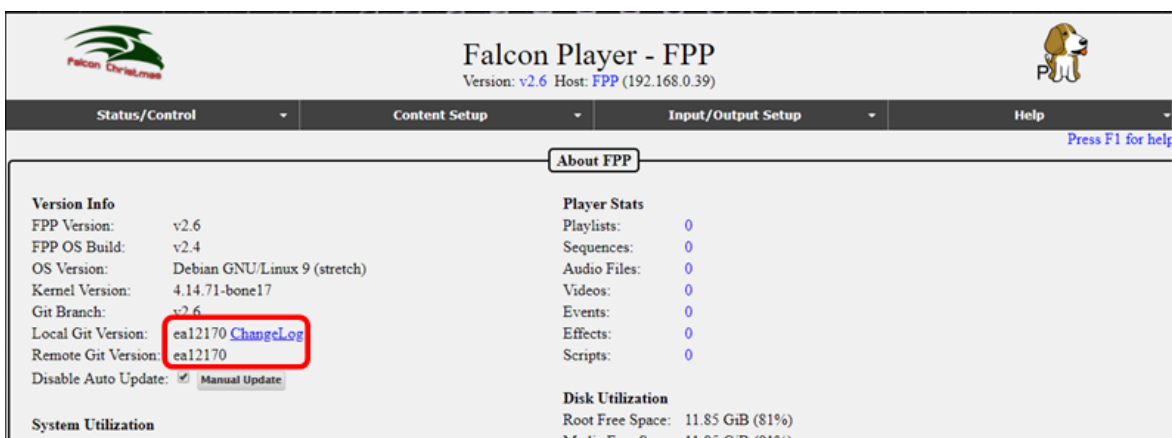 Falcon Christmas
Falcon Player - FPP
Version: v2.6 Host: FPP (192.168.0.39)
Status/Control
Content Setup
Input/Output Setup
Help
Press F1 for help
About FPP
Version Info
FPP Version: v2.6
FPP OS Build: v2.4
OS Version: Debian GNU/Linux 9 (stretch)
Kernel Version: 4.14.71-bone17
Git Branch: v2.6
Local Git Version: ea12170 ChangeLog
Remote Git Version: ea12170
Disable Auto Update: Manual Update
System Utilization
Player Stats
Playlists: 0
Sequences: 0
Audio Files: 0
Videos: 0
Events: 0
Effects: 0
Scripts: 0
Disk Utilization
Root Free Space: 11.85 GiB (81%)